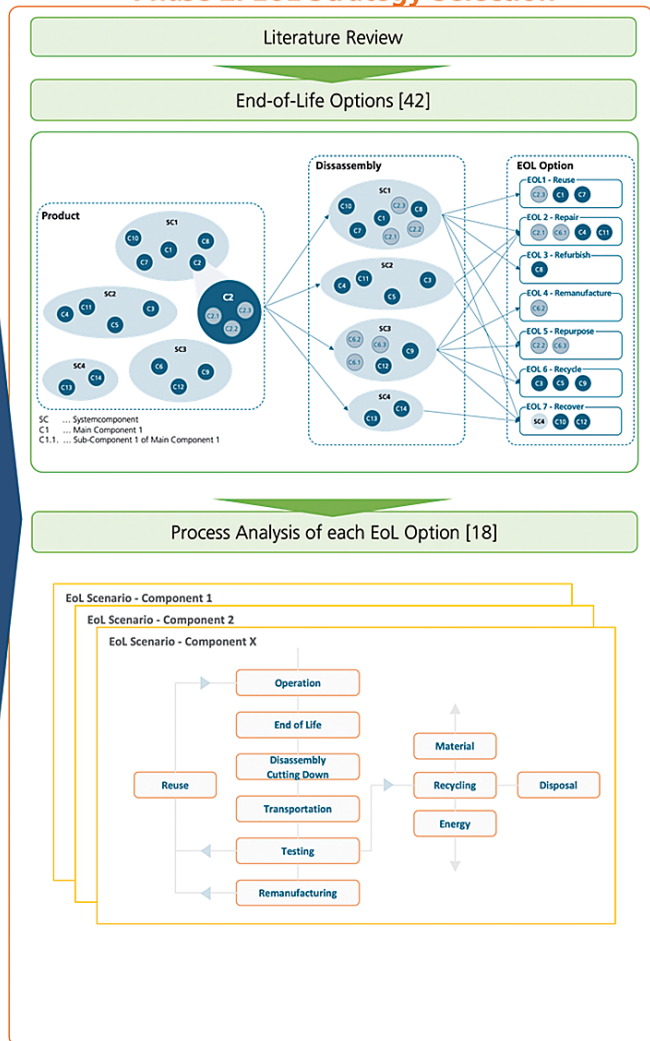 Phase 2: EoL Strategy Selection
Literature Review
End-of-Life Options [42]
Product
SC1
C10
C8
C1
C7
C2
SC2
C11
C3
C4
C5
C2
C2.3
C2.1
C2.2
SC3
C6
C9
C12
SC4
C14
C13
SC ... Systemcomponent
C1 ... Main Component 1
C1.1. ... Sub-Component 1 of Main Component 1
Disassembly
SC1
C10
C2.3
C8
C1
C7
C2.2
C2.1
SC2
C11
C3
C4
C5
SC3
C6.2
C6.3
C9
C6.1
C12
SC4
C14
C13
EOL Option
EOL1 - Reuse
C2.3 C1 C7
EOL 2 - Repair
C2.1 C6.1 C4 C11
EOL 3 - Refurbish
C8
EOL 4 - Remanufacture
C6.2
EOL 5 - Repurpose
C2.2 C6.3
EOL 6 - Recycle
C3 C5 C9
EOL 7 - Recover
SC4 C10 C12
Process Analysis of each EoL Option [18]
EoL Scenario - Component 1
EoL Scenario - Component 2
EoL Scenario - Component X
Operation
End of Life
Disassembly
Cutting Down
Transportation
Testing
Remanufacturing
Reuse
Material
Recycling
Energy
Disposal